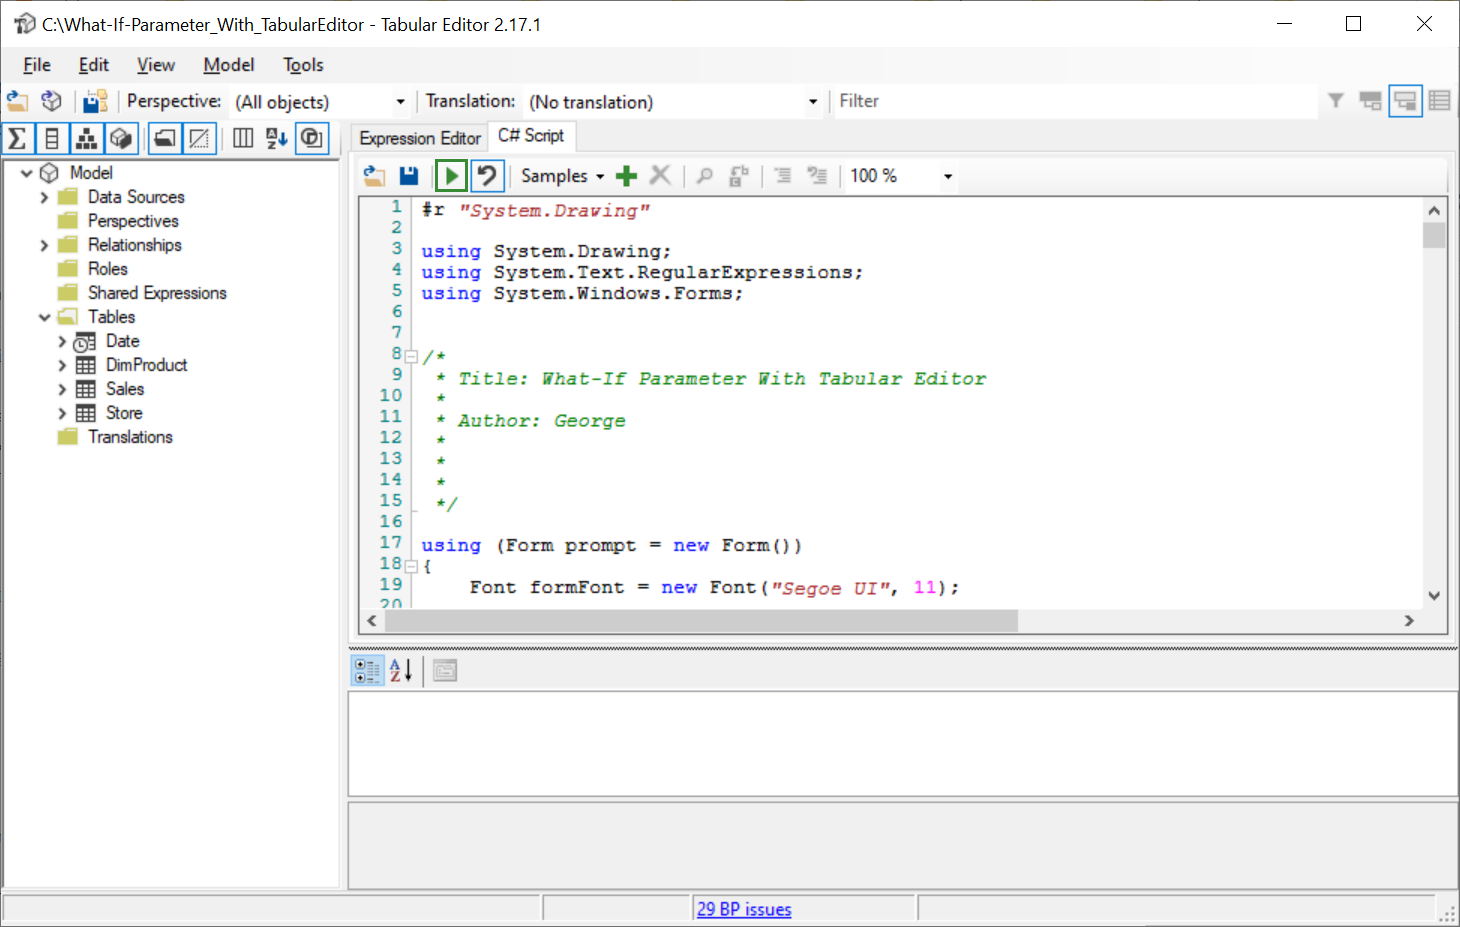 C:\What-If-Parameter_With_TabularEditor - Tabular Editor 2.17.1
File Edit View Model Tools
Perspective: (All objects) Translation: (No translation) Filter
Expression Editor C# Script
Samples 100 %
Model
Data Sources
Perspectives
Relationships
Roles
Shared Expressions
Tables
Date
DimProduct
Sales
Store
Translations
1 #r "System.Drawing"
2
3 using System.Drawing;
4 using System.Text.RegularExpressions;
5 using System.Windows.Forms;
6
7
8 /*
9 * Title: What-If Parameter With Tabular Editor
10 *
11 * Author: George
12 *
13 *
14 *
15 */
16
17 using (Form prompt = new Form())
18 {
19 Font formFont = new Font("Segoe UI", 11);
20
29 BP issues